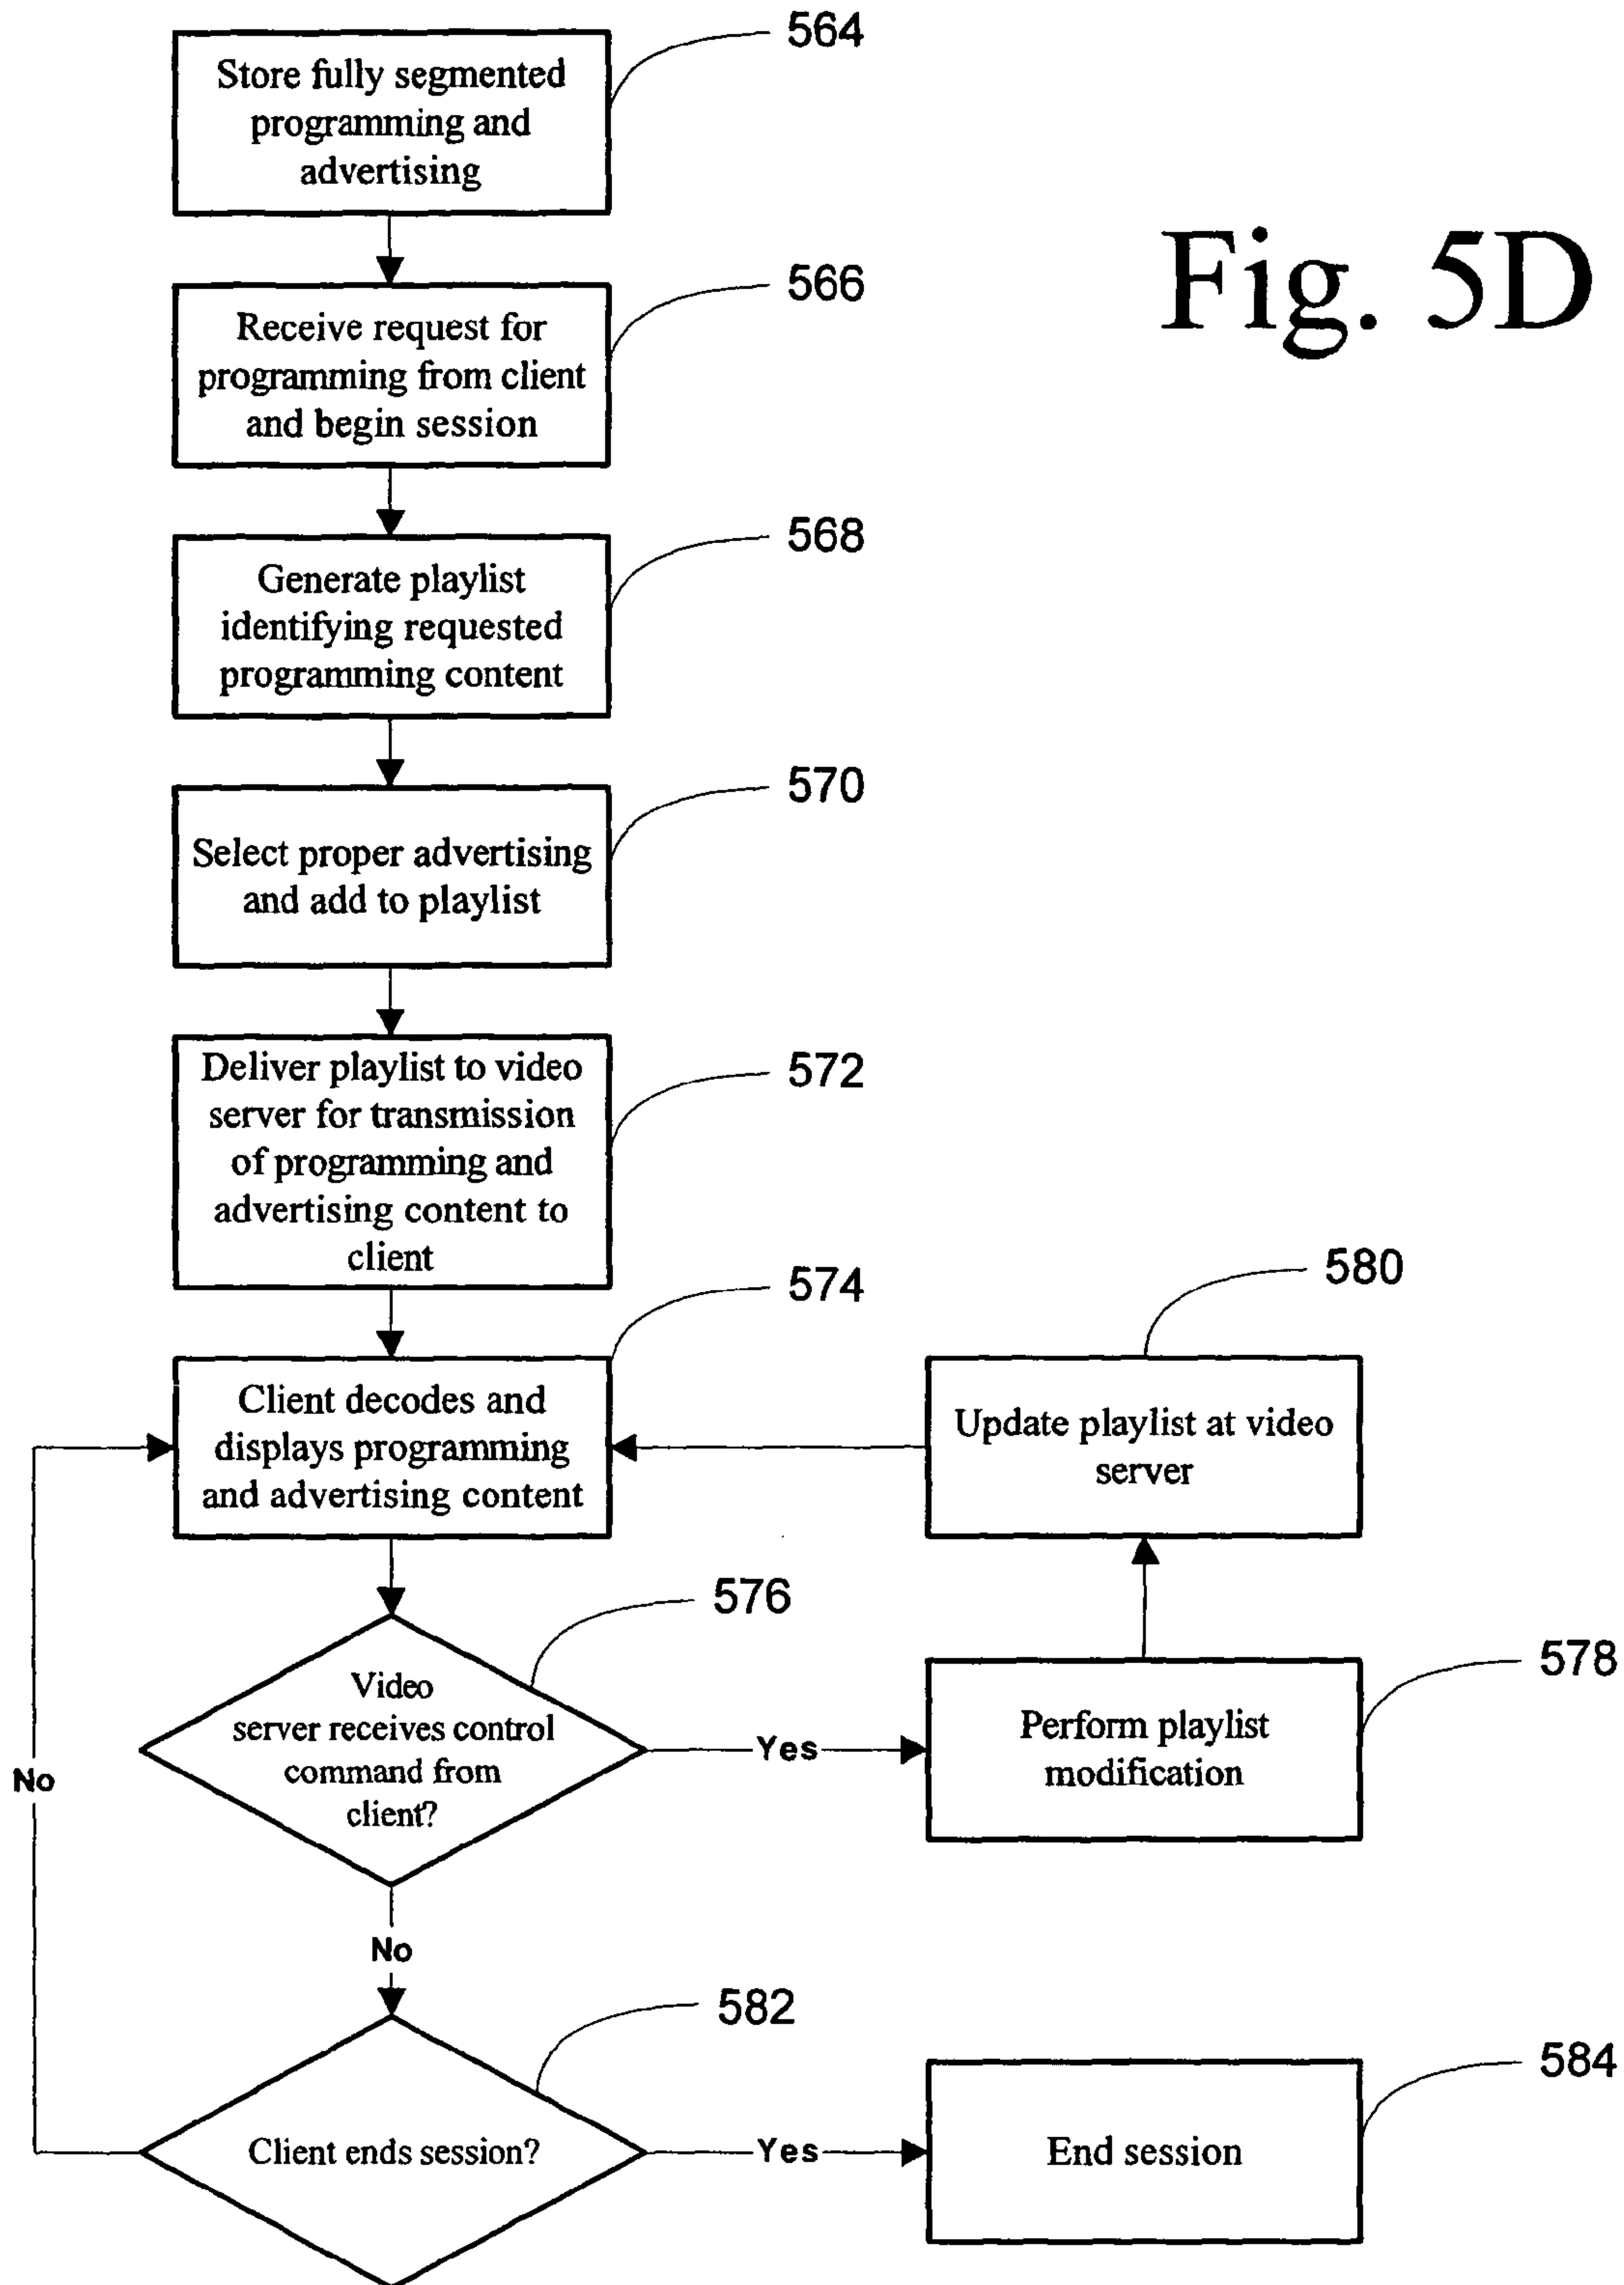 564
Store fully segmented
programming and
advertising
Fig. 5D
566
Receive request for
programming from client
and begin session
568
Generate playlist
identifying requested
programming content
570
Select proper advertising
and add to playlist
572
Deliver playlist to video
server for transmission
of programming and
advertising content to
client
574
Client decodes and
displays programming
and advertising content
580
Update playlist at video
server
576
Video
server receives control
command from
client?
Yes
578
Perform playlist
modification
No
No
582
Client ends session?
Yes
584
End session